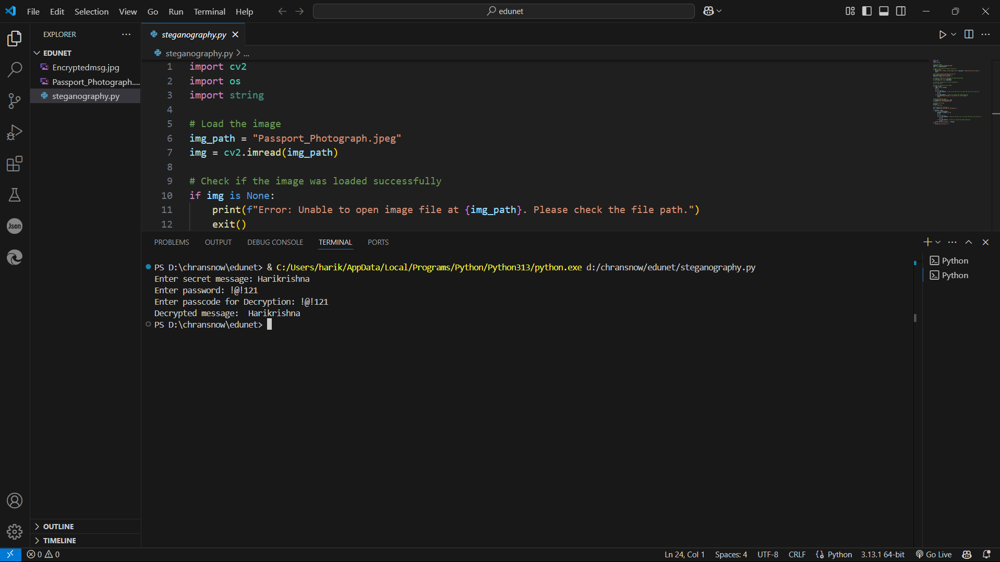 File Edit Selection View Go Run Terminal Help
edunet
EXPLORER
EDUNET
Encryptedmsg.jpg
Passport_Photograph....
steganography.py
OUTLINE
TIMELINE
Json
steganography.py
steganography.py > ...
1 import cv2
2 import os
3 import string
4
5 # Load the image
6 img_path = "Passport_Photograph.jpeg"
7 img = cv2.imread(img_path)
8
9 # Check if the image was loaded successfully
10 if img is None:
11 print(f"Error: Unable to open image file at {img_path}. Please check the file path.")
12 exit()
PROBLEMS OUTPUT DEBUG CONSOLE TERMINAL PORTS
PS D:\chransnow\edunet> & C:/Users/harik/AppData/Local/Programs/Python/Python313/python.exe d:/chransnow/edunet/steganography.py
Enter secret message: Harikrishna
Enter password: !@!121
Enter passcode for Decryption: !@!121
Decrypted message:  Harikrishna
PS D:\chransnow\edunet>
Python
Python
0 0
Ln 24, Col 1 Spaces: 4 UTF-8 CRLF Python 3.13.1 64-bit Go Live